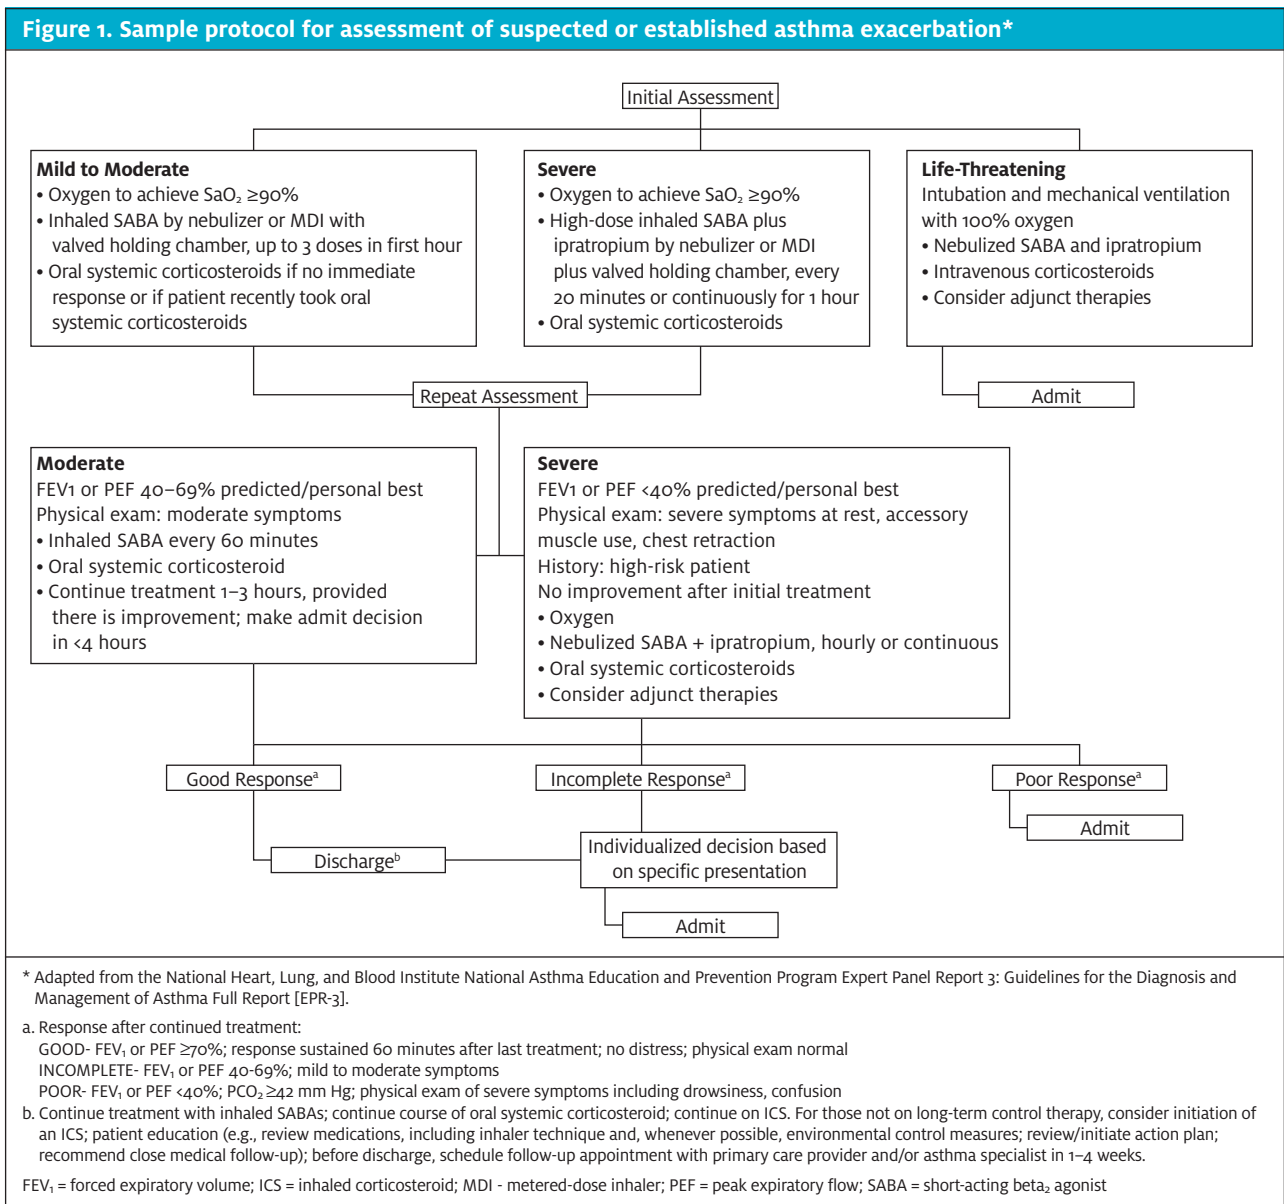 Figure 1. Sample protocol for assessment of suspected or established asthma exacerbation*
Initial Assessment
Mild to Moderate
• Oxygen to achieve SaO₂ ≥90%
• Inhaled SABA by nebulizer or MDI with
valved holding chamber, up to 3 doses in first hour
• Oral systemic corticosteroids if no immediate
response or if patient recently took oral
systemic corticosteroids
Severe
• Oxygen to achieve SaO₂ ≥90%
• High-dose inhaled SABA plus
ipratropium by nebulizer or MDI
plus valved holding chamber, every
20 minutes or continuously for 1 hour
• Oral systemic corticosteroids
Life-Threatening
Intubation and mechanical ventilation
with 100% oxygen
• Nebulized SABA and ipratropium
• Intravenous corticosteroids
• Consider adjunct therapies
Repeat Assessment
Admit
Moderate
FEV1 or PEF 40–69% predicted/personal best
Physical exam: moderate symptoms
• Inhaled SABA every 60 minutes
• Oral systemic corticosteroid
• Continue treatment 1–3 hours, provided
there is improvement; make admit decision
in <4 hours
Severe
FEV1 or PEF <40% predicted/personal best
Physical exam: severe symptoms at rest, accessory
muscle use, chest retraction
History: high-risk patient
No improvement after initial treatment
• Oxygen
• Nebulized SABA + ipratropium, hourly or continuous
• Oral systemic corticosteroids
• Consider adjunct therapies
Good Responseᵃ
Incomplete Responseᵃ
Poor Responseᵃ
Admit
Dischargeᵇ
Individualized decision based
on specific presentation
Admit
* Adapted from the National Heart, Lung, and Blood Institute National Asthma Education and Prevention Program Expert Panel Report 3: Guidelines for the Diagnosis and
Management of Asthma Full Report [EPR-3].
a. Response after continued treatment:
GOOD- FEV₁ or PEF ≥70%; response sustained 60 minutes after last treatment; no distress; physical exam normal
INCOMPLETE- FEV₁ or PEF 40-69%; mild to moderate symptoms
POOR- FEV₁ or PEF <40%; PCO₂ ≥42 mm Hg; physical exam of severe symptoms including drowsiness, confusion
b. Continue treatment with inhaled SABAs; continue course of oral systemic corticosteroid; continue on ICS. For those not on long-term control therapy, consider initiation of
an ICS; patient education (e.g., review medications, including inhaler technique and, whenever possible, environmental control measures; review/initiate action plan;
recommend close medical follow-up); before discharge, schedule follow-up appointment with primary care provider and/or asthma specialist in 1–4 weeks.
FEV₁ = forced expiratory volume; ICS = inhaled corticosteroid; MDI - metered-dose inhaler; PEF = peak expiratory flow; SABA = short-acting beta₂ agonist